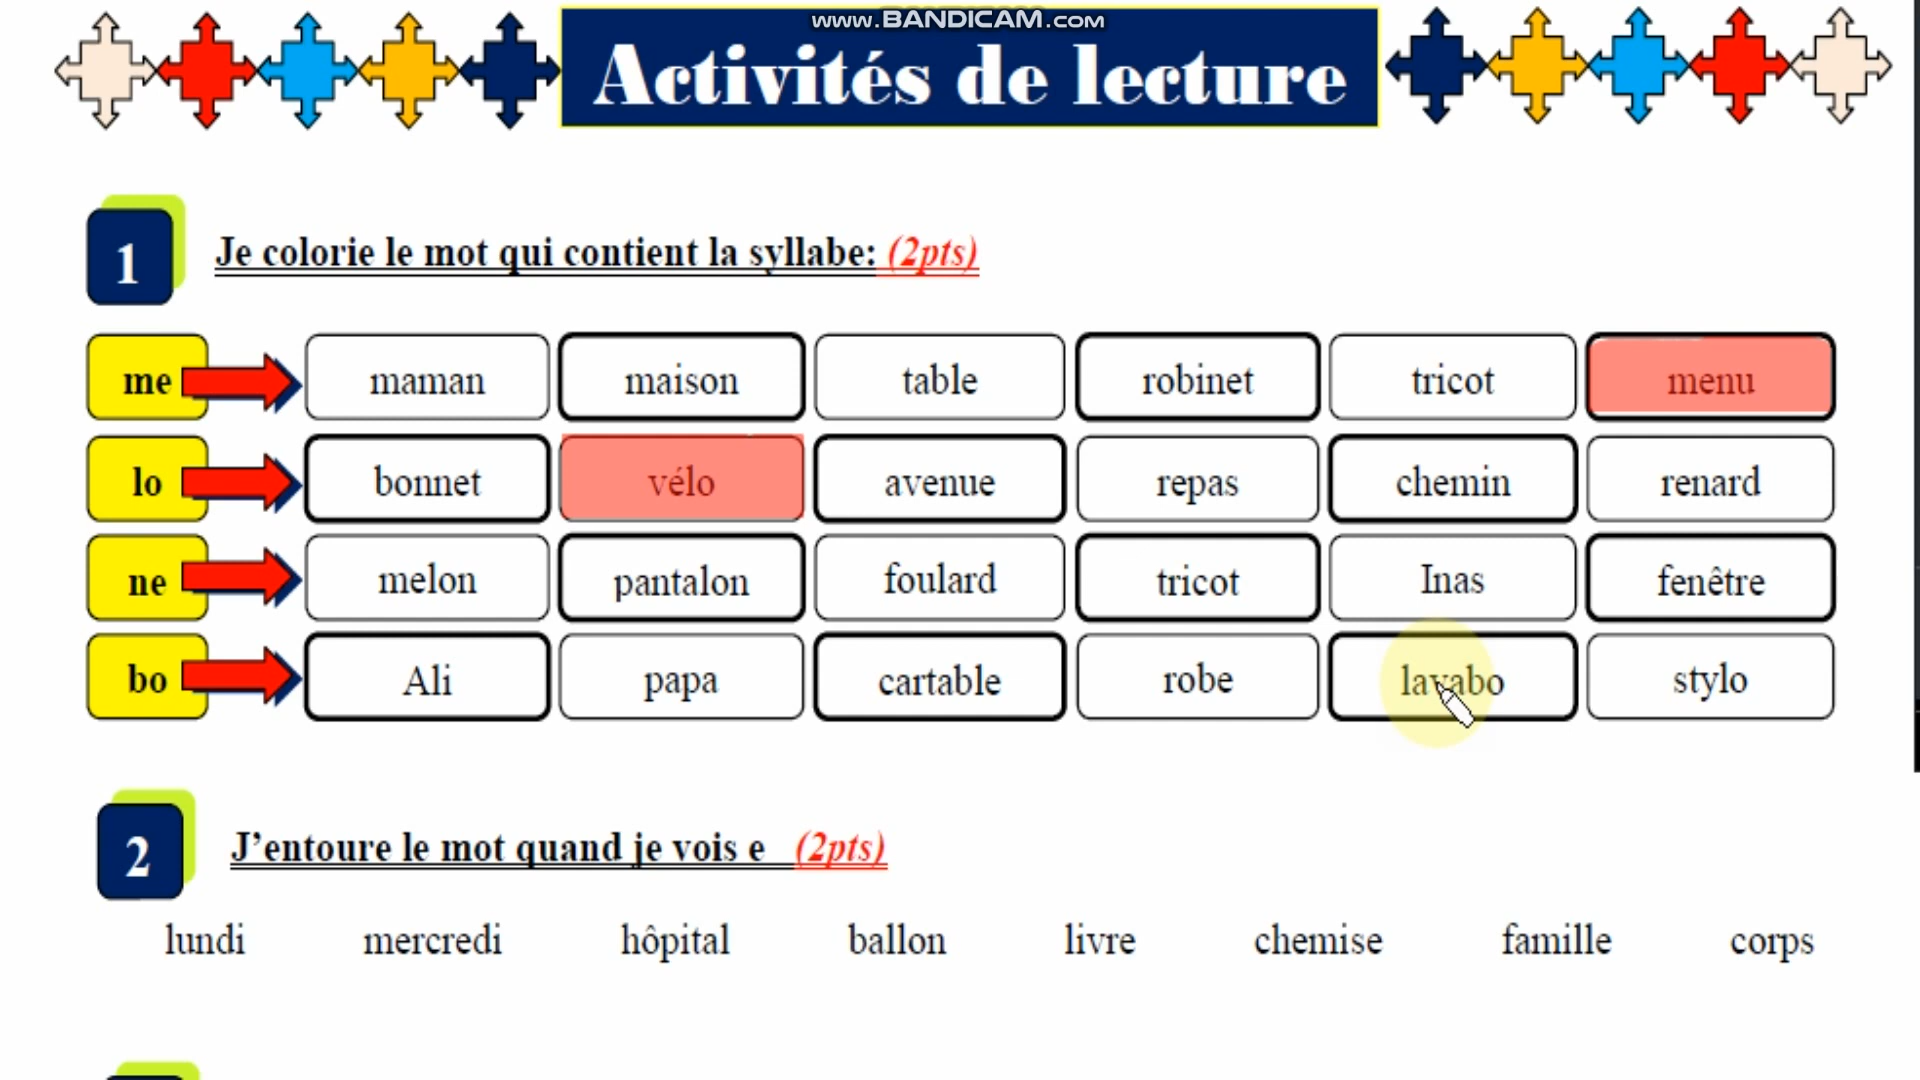 www.BANDICAM.com
Activités de lecture
1 Je colorie le mot qui contient la syllabe: (2pts)
me maman maison table robinet tricot menu
lo bonnet vélo avenue repas chemin renard
ne melon pantalon foulard tricot Inas fenêtre
bo Ali papa cartable robe lavabo stylo
2 J’entoure le mot quand je vois e (2pts)
lundi mercredi hôpital ballon livre chemise famille corps